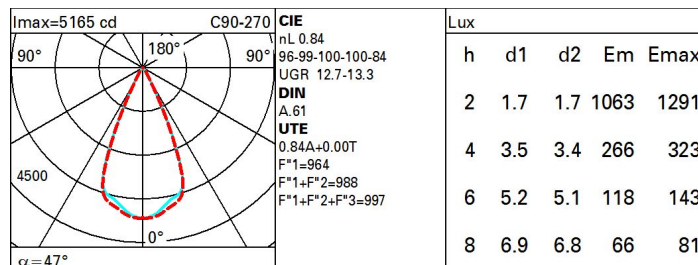 Imax=5165 cd C90-270
90° 180° 90°
4500
0°
α=47°
CIE
nL 0.84
96-99-100-100-84
UGR 12.7-13.3
DIN
A.61
UTE
0.84A+0.00T
F"1=964
F"1+F"2=988
F"1+F"2+F"3=997
Lux
h d1 d2 Em Emax
2 1.7 1.7 1063 1291
4 3.5 3.4 266 323
6 5.2 5.1 118 143
8 6.9 6.8 66 81